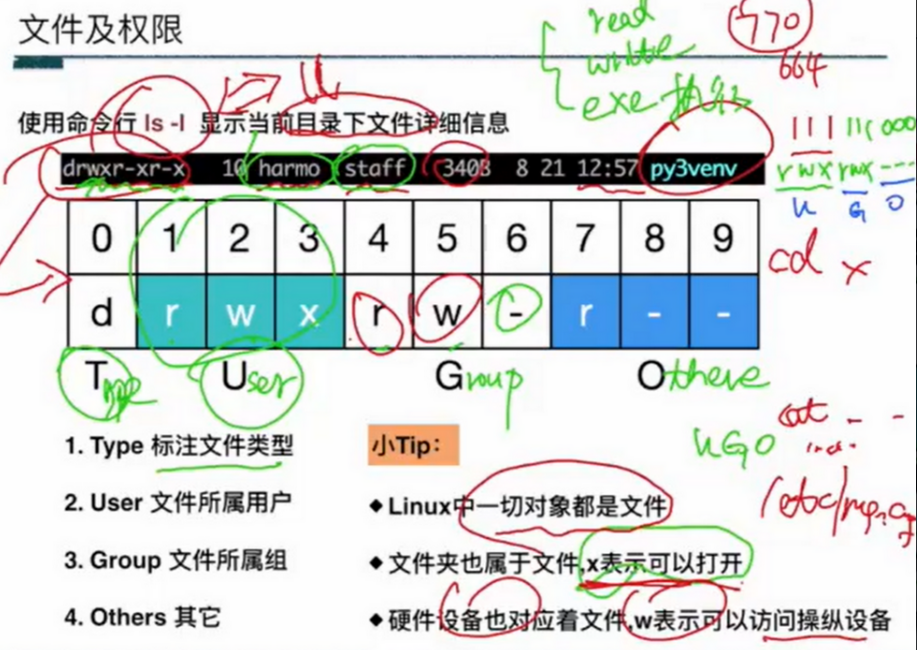 文件及权限
read
write
exe 执行
770
664
使用命令行 ls -l 显示当前目录下文件详细信息
111 111 000
drwxr-xr-x 10 harmo staff 340B 8 21 12:57 py3venv
rwx rwx ---
u G O
0 1 2 3 4 5 6 7 8 9
cd x
d r w x r w - r - -
Type User Group Others
cat - -
UGO
1. Type 标注文件类型
小Tip：
2. User 文件所属用户
◆Linux中一切对象都是文件
3. Group 文件所属组
◆文件夹也属于文件,x表示可以打开
4. Others 其它
◆硬件设备也对应着文件,w表示可以访问操纵设备